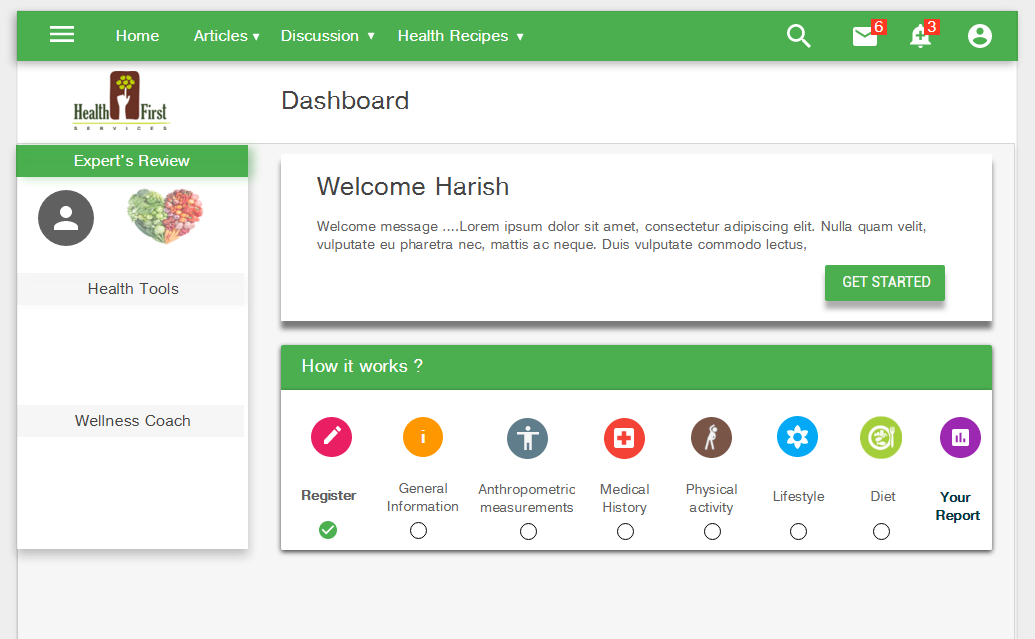 Home Articles ▾ Discussion ▾ Health Recipes ▾ 6 3
Health First
SERVICES
Dashboard
Expert's Review
Health Tools
Wellness Coach
Welcome Harish
Welcome message ....Lorem ipsum dolor sit amet, consectetur adipiscing elit. Nulla quam velit,
vulputate eu pharetra nec, mattis ac neque. Duis vulputate commodo lectus,
GET STARTED
How it works ?
Register
General
Information
Anthropometric
measurements
Medical
History
Physical
activity
Lifestyle
Diet
Your
Report